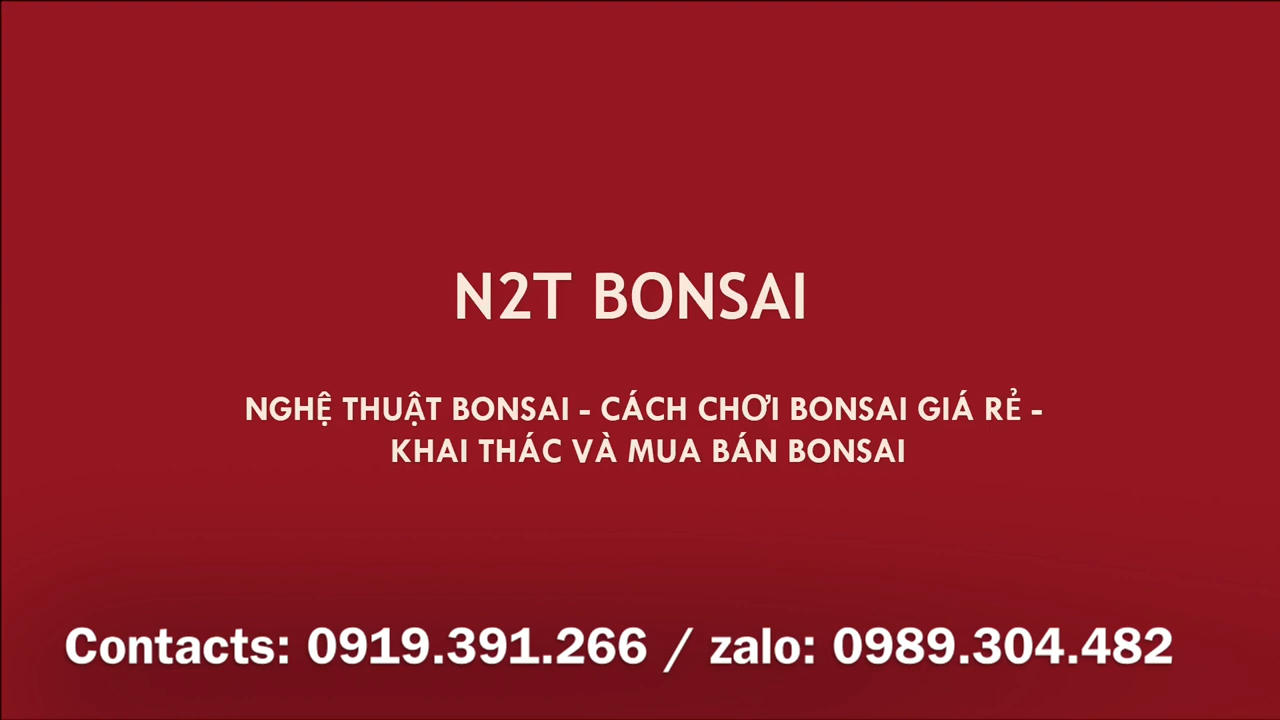 N2T BONSAI
NGHỆ THUẬT BONSAI - CÁCH CHƠI BONSAI GIÁ RẺ -
KHAI THÁC VÀ MUA BÁN BONSAI
Contacts: 0919.391.266 / zalo: 0989.304.482